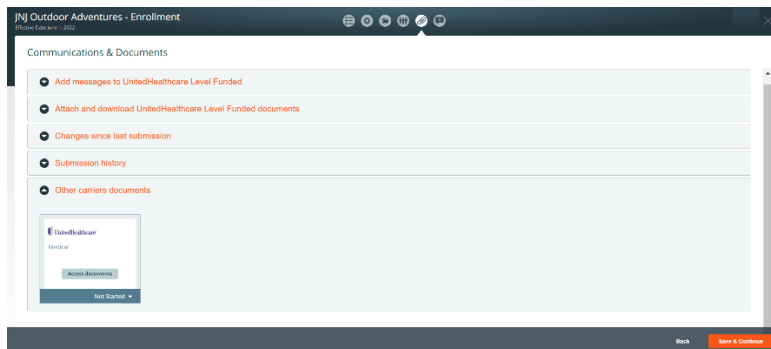 JNJ Outdoor Adventures - Enrollment
Effective Date: June 1, 2022
Communications & Documents
Add messages to UnitedHealthcare Level Funded
Attach and download UnitedHealthcare Level Funded documents
Changes since last submission
Submission history
Other carriers documents
UnitedHealthcare
Medical
Access documents
Not Started
Back
Save & Continue